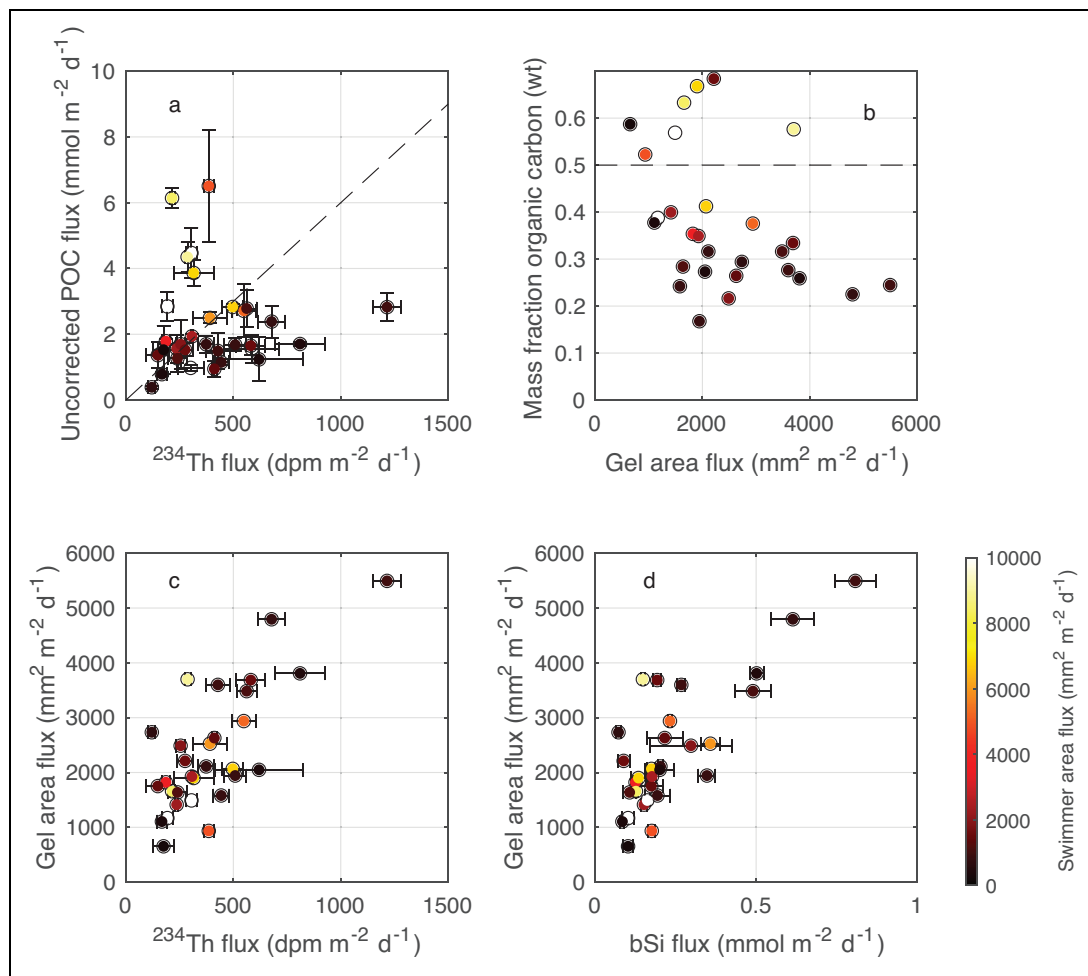 Uncorrected POC flux (mmol m⁻² d⁻¹)
10
8
6
4
2
0
a
0 500 1000 1500
²³⁴Th flux (dpm m⁻² d⁻¹)
Mass fraction organic carbon (wt)
0.6
0.5
0.4
0.3
0.2
0.1
0
b
0 2000 4000 6000
Gel area flux (mm² m⁻² d⁻¹)
Gel area flux (mm² m⁻² d⁻¹)
6000
5000
4000
3000
2000
1000
0
c
0 500 1000 1500
²³⁴Th flux (dpm m⁻² d⁻¹)
Gel area flux (mm² m⁻² d⁻¹)
6000
5000
4000
3000
2000
1000
0
d
0 0.5 1
bSi flux (mmol m⁻² d⁻¹)
10000
8000
6000
4000
2000
0
Swimmer area flux (mm² m⁻² d⁻¹)